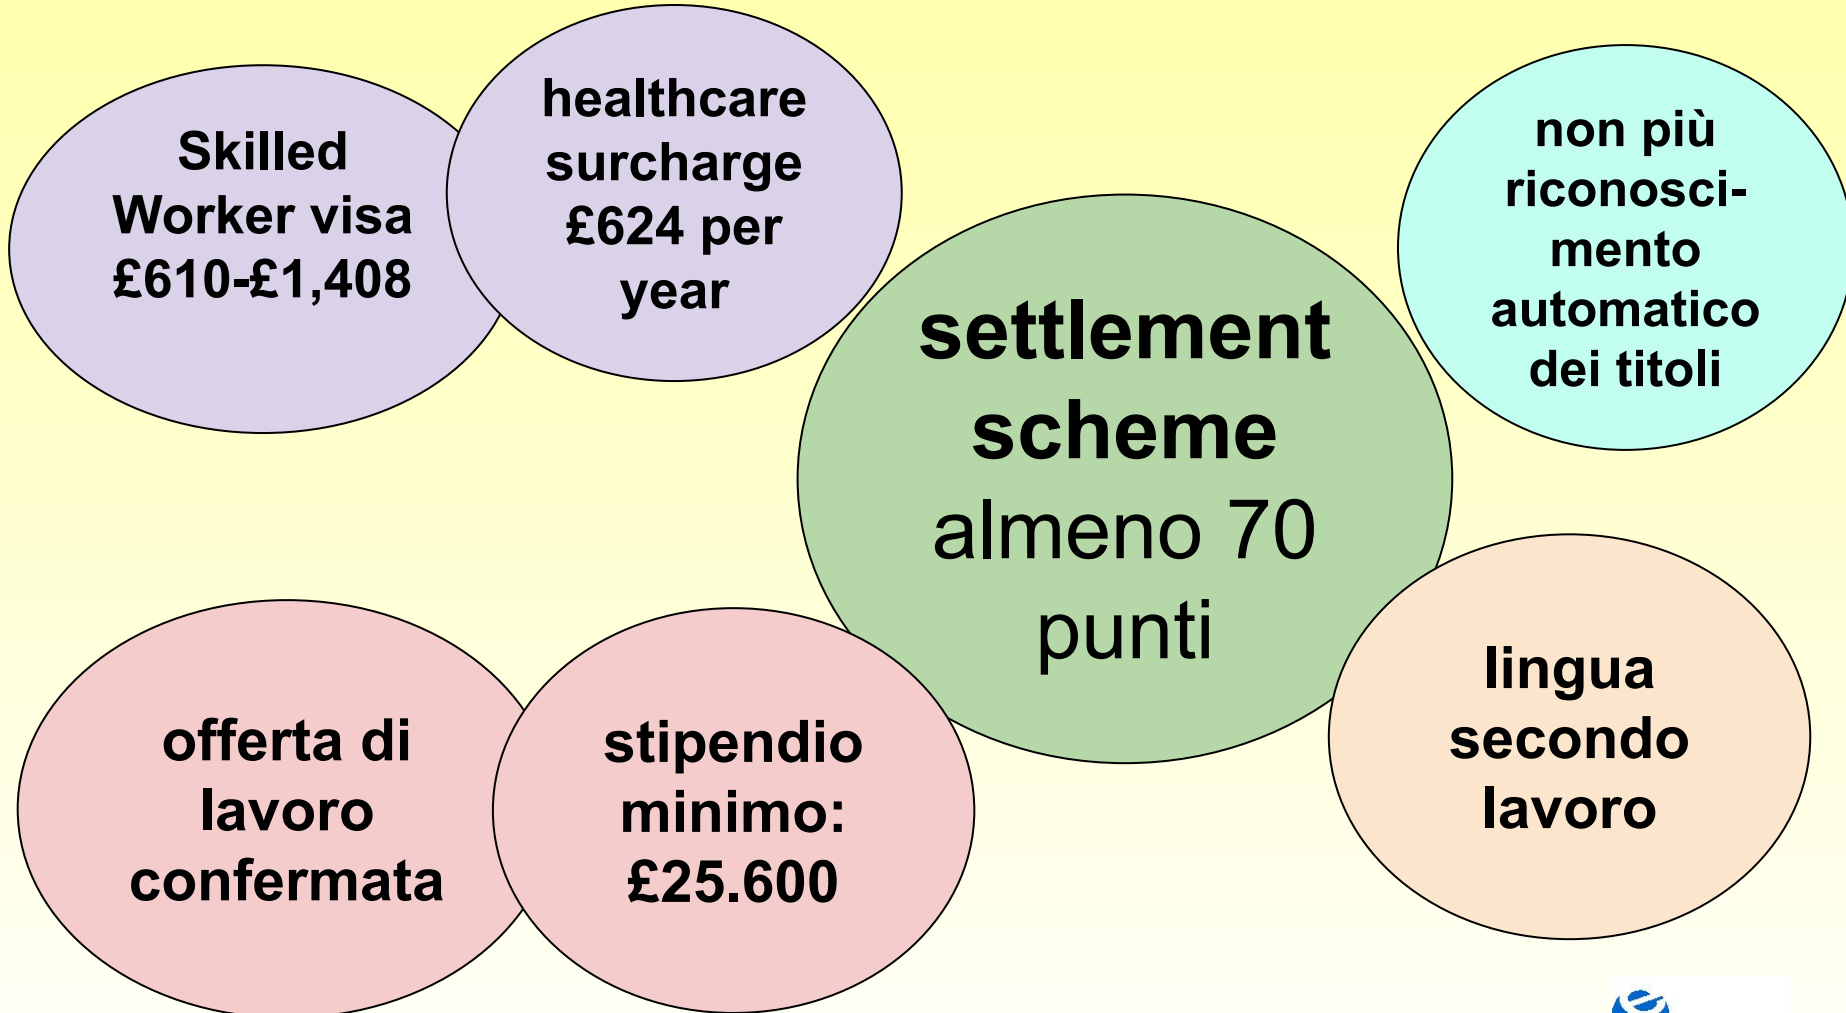 Skilled
Worker visa
£610-£1,408
healthcare
surcharge
£624 per
year
settlement
scheme
almeno 70
punti
non più
riconosci-
mento
automatico
dei titoli
offerta di
lavoro
confermata
stipendio
minimo:
£25.600
lingua
secondo
lavoro